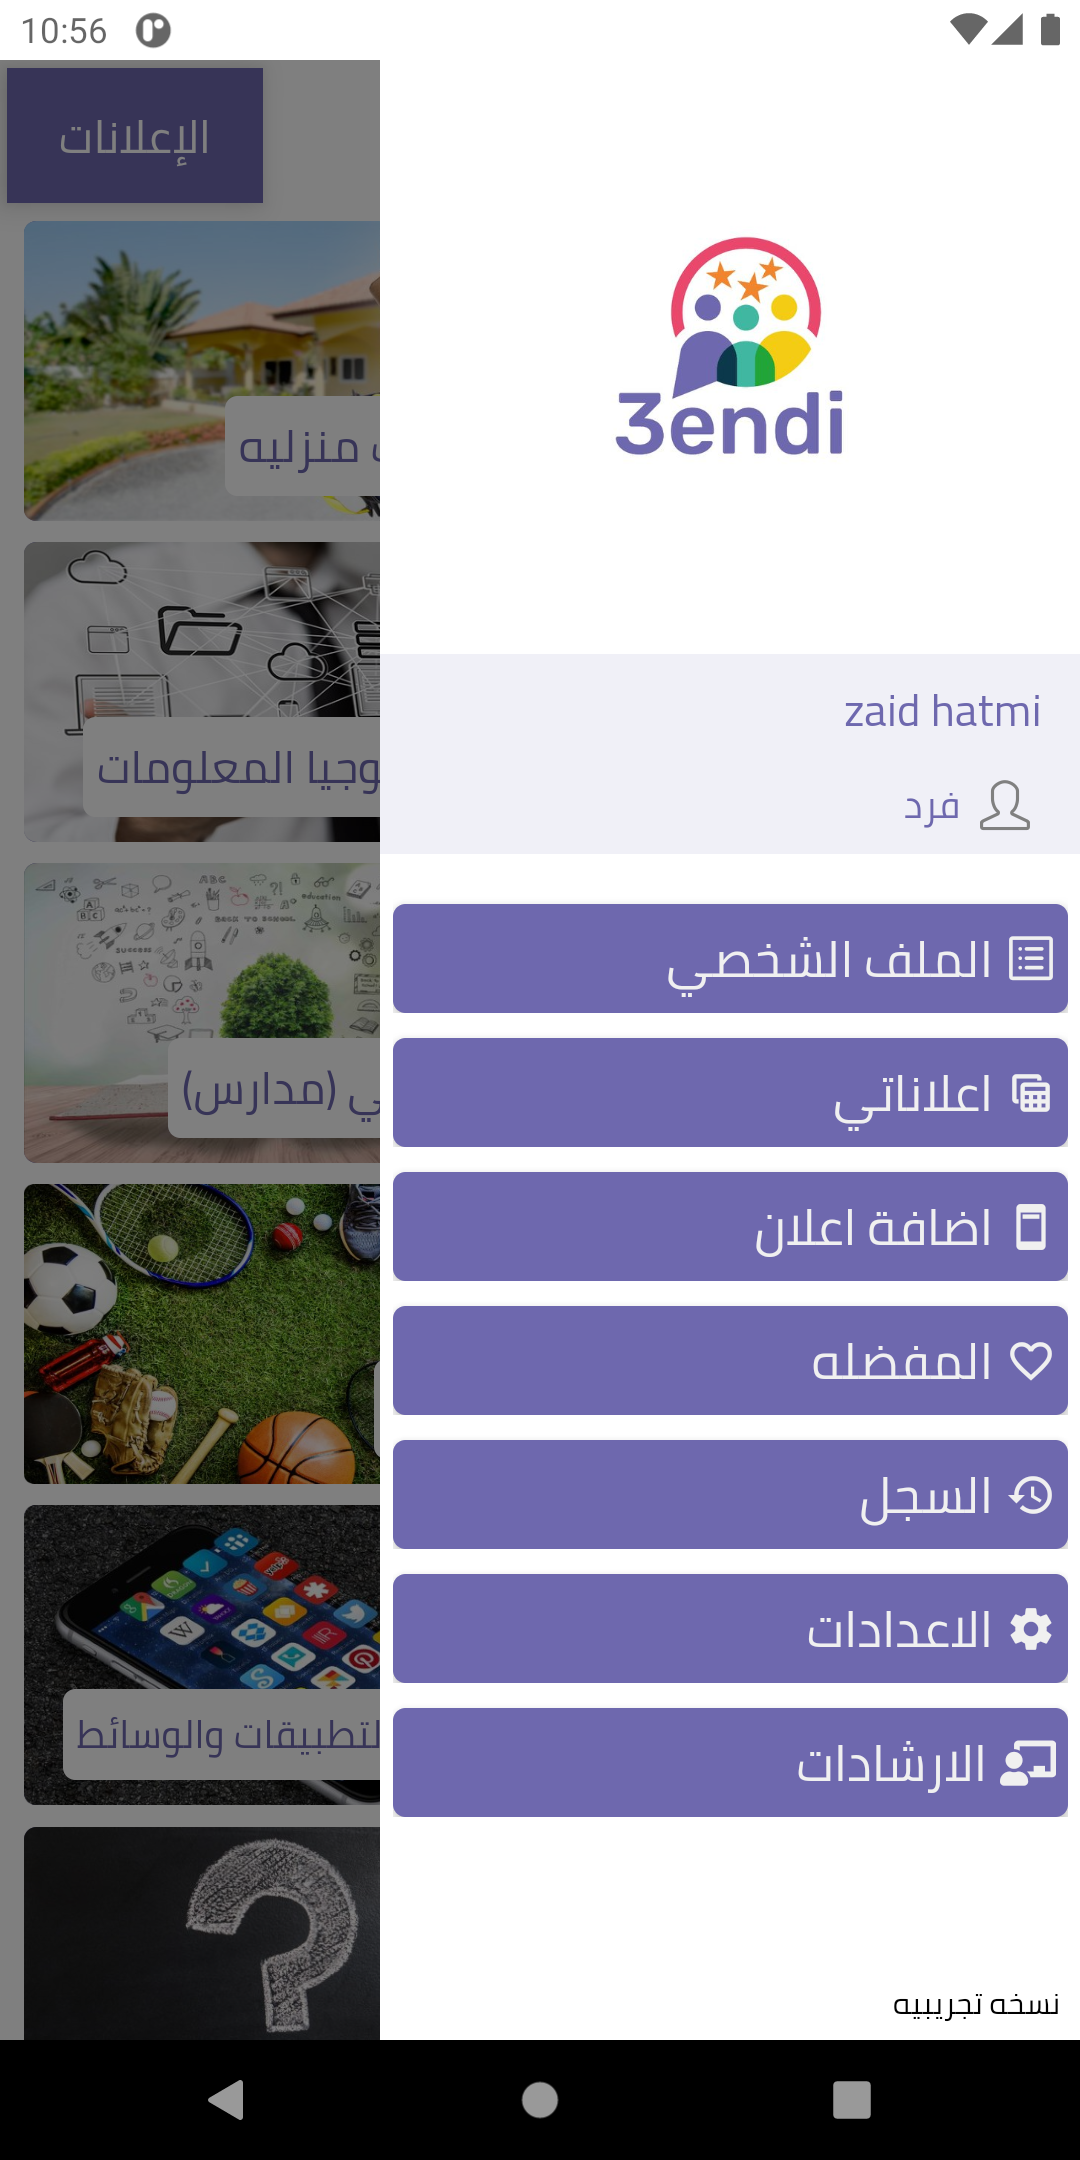 10:56
3endi
zaid hatmi
فرد
الملف الشخصي
اعلاناتي
اضافة اعلان
المفضله
السجل
الاعدادات
الارشادات
نسخه تجريبيه
الإعلانات
منزليه
وجيا المعلومات
ي (مدارس)
لتطبيقات والوسائط